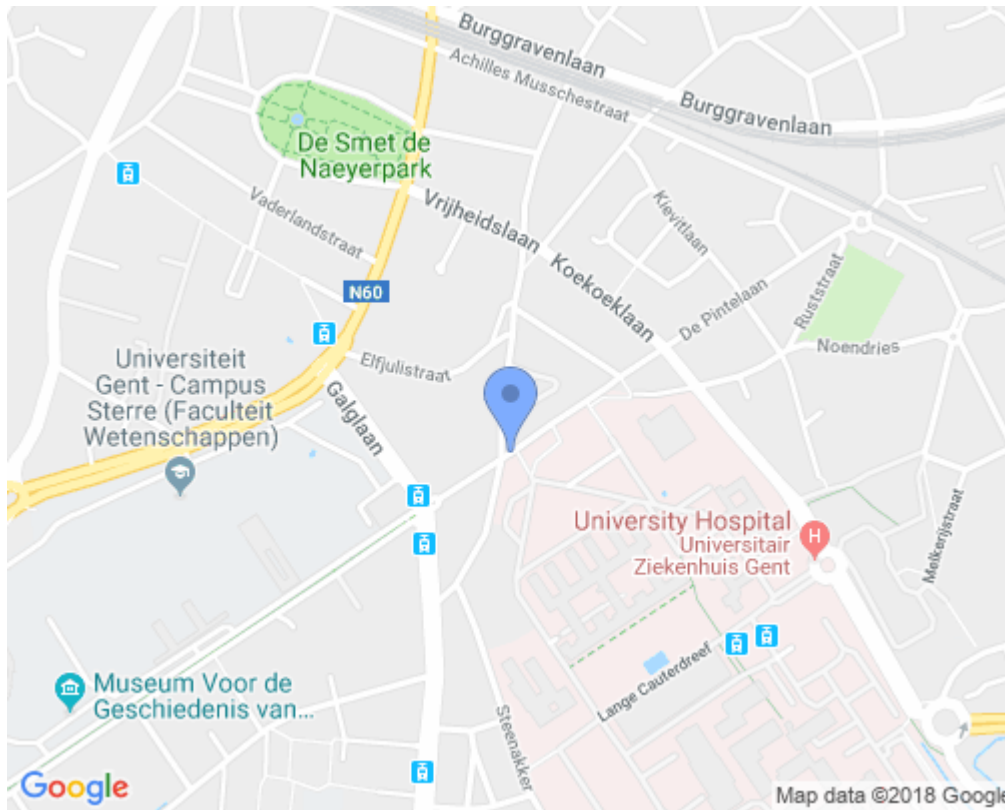 Burggravenlaan
Achilles Musschestraat
Burggravenlaan
De Smet de
Naeyerpark
Vrijheidslaan
Koekoeklaan
Kievitlaan
Vaderlandstraat
De Pintelaan
Ruststraat
Noendries
N60
Elfjulistraat
Galglaan
Universiteit
Gent - Campus
Sterre (Faculteit
Wetenschappen)
University Hospital
Universitair
Ziekenhuis Gent
H
Melkerijstraat
Lange Cauterdreef
Museum Voor de
Geschiedenis van...
Steenakker
Google
Map data ©2018 Google